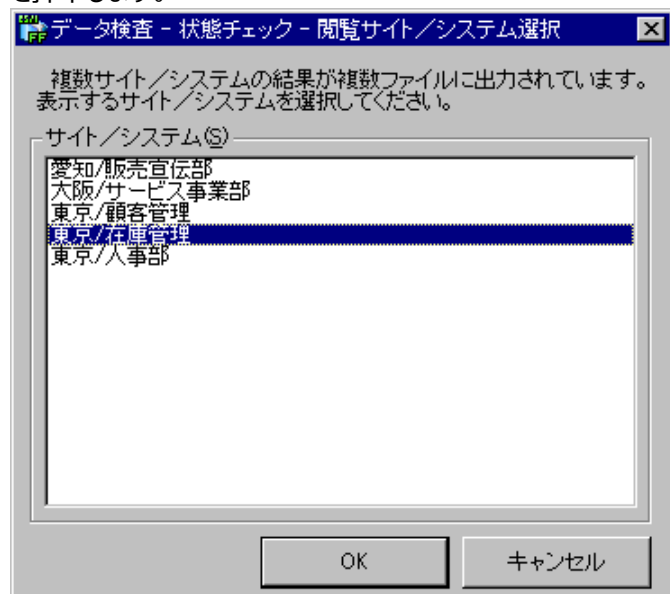 データ検査 - 状態チェック - 閲覧サイト／システム選択
複数サイト／システムの結果が複数ファイルに出力されています。
表示するサイト／システムを選択してください。
サイト／システム(S)
愛知/販売宣伝部
大阪/サービス事業部
東京/顧客管理
東京/在庫管理
東京/人事部
OK
キャンセル